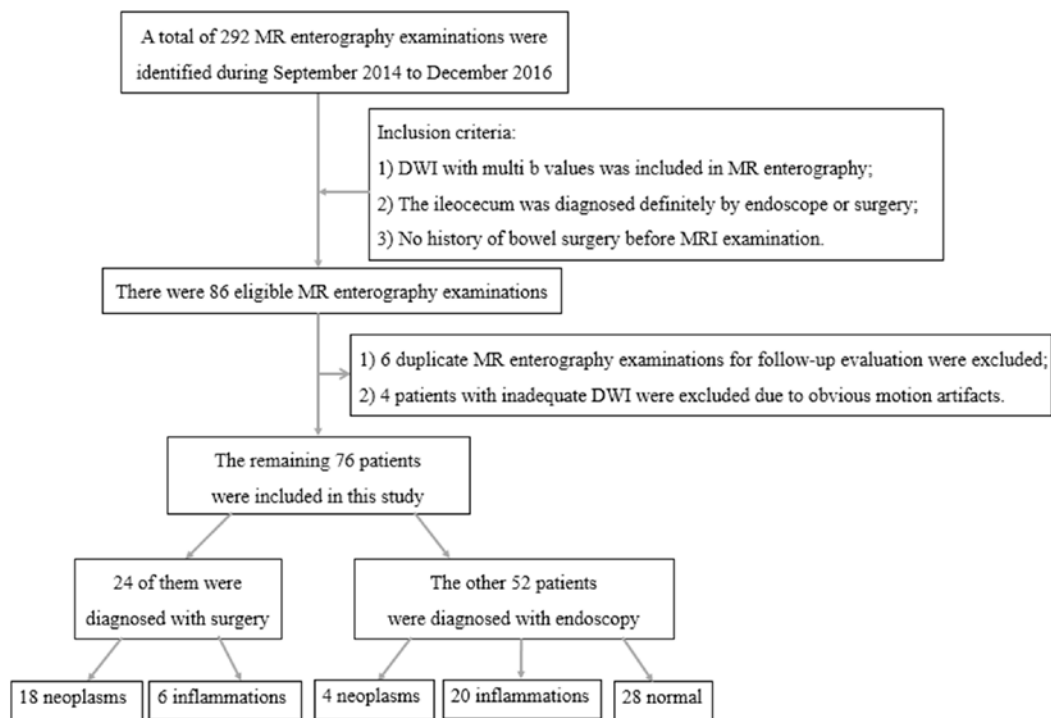 A total of 292 MR enterography examinations were
identified during September 2014 to December 2016
Inclusion criteria:
1) DWI with multi b values was included in MR enterography;
2) The ileocecum was diagnosed definitely by endoscope or surgery;
3) No history of bowel surgery before MRI examination.
There were 86 eligible MR enterography examinations
1) 6 duplicate MR enterography examinations for follow-up evaluation were excluded;
2) 4 patients with inadequate DWI were excluded due to obvious motion artifacts.
The remaining 76 patients
were included in this study
24 of them were
diagnosed with surgery
The other 52 patients
were diagnosed with endoscopy
18 neoplasms
6 inflammations
4 neoplasms
20 inflammations
28 normal